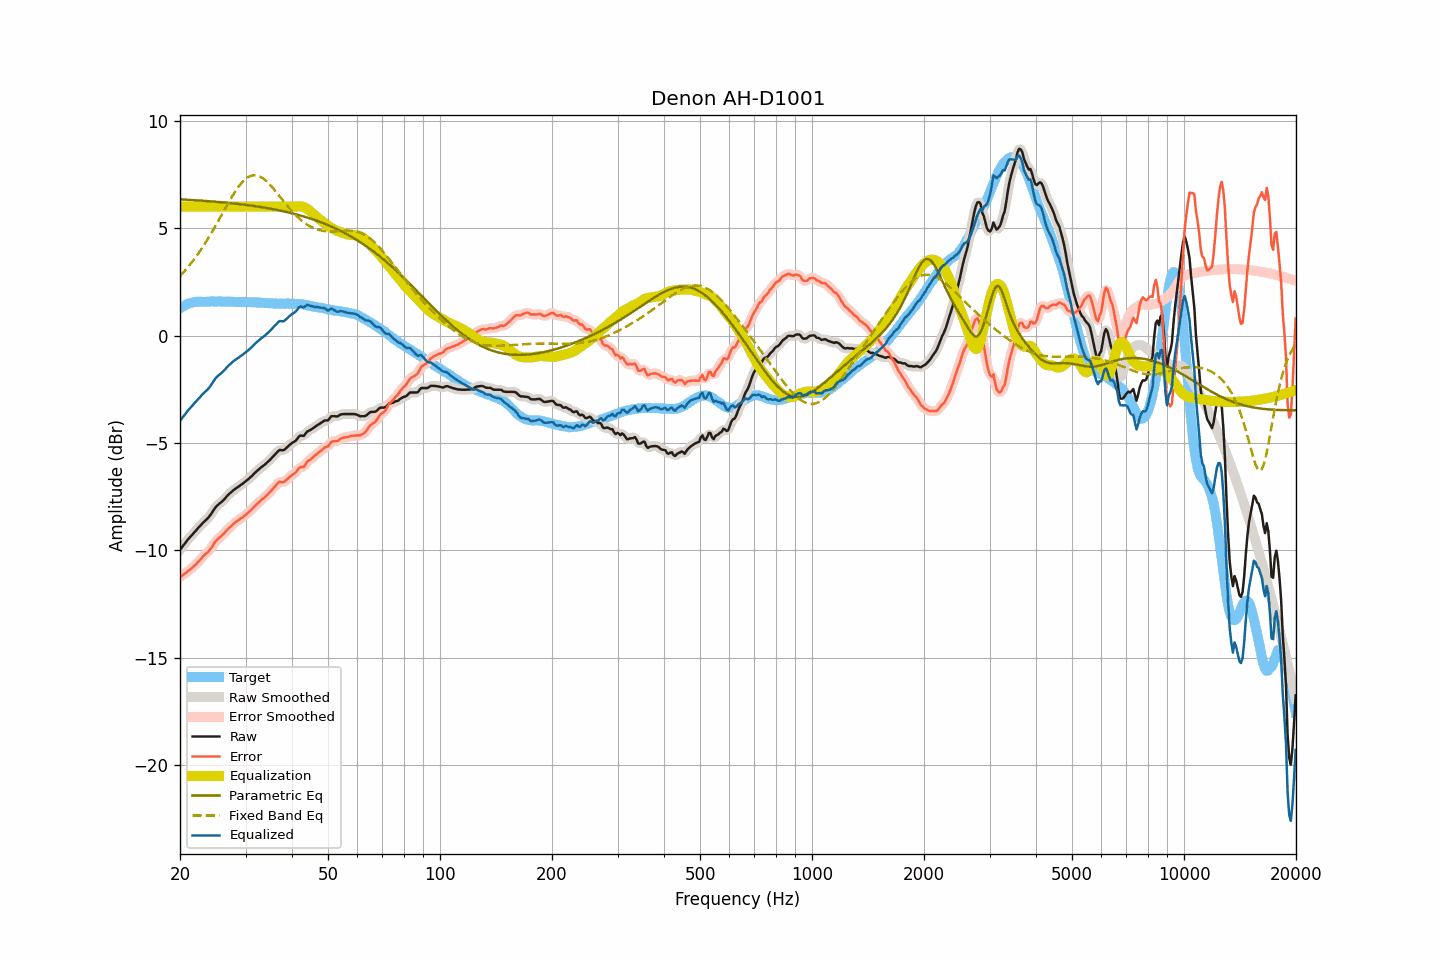 Denon AH-D1001
10
5
0
−5
−10
−15
−20
Amplitude (dBr)
Target
Raw Smoothed
Error Smoothed
Raw
Error
Equalization
Parametric Eq
Fixed Band Eq
Equalized
20 50 100 200 500 1000 2000 5000 10000 20000
Frequency (Hz)